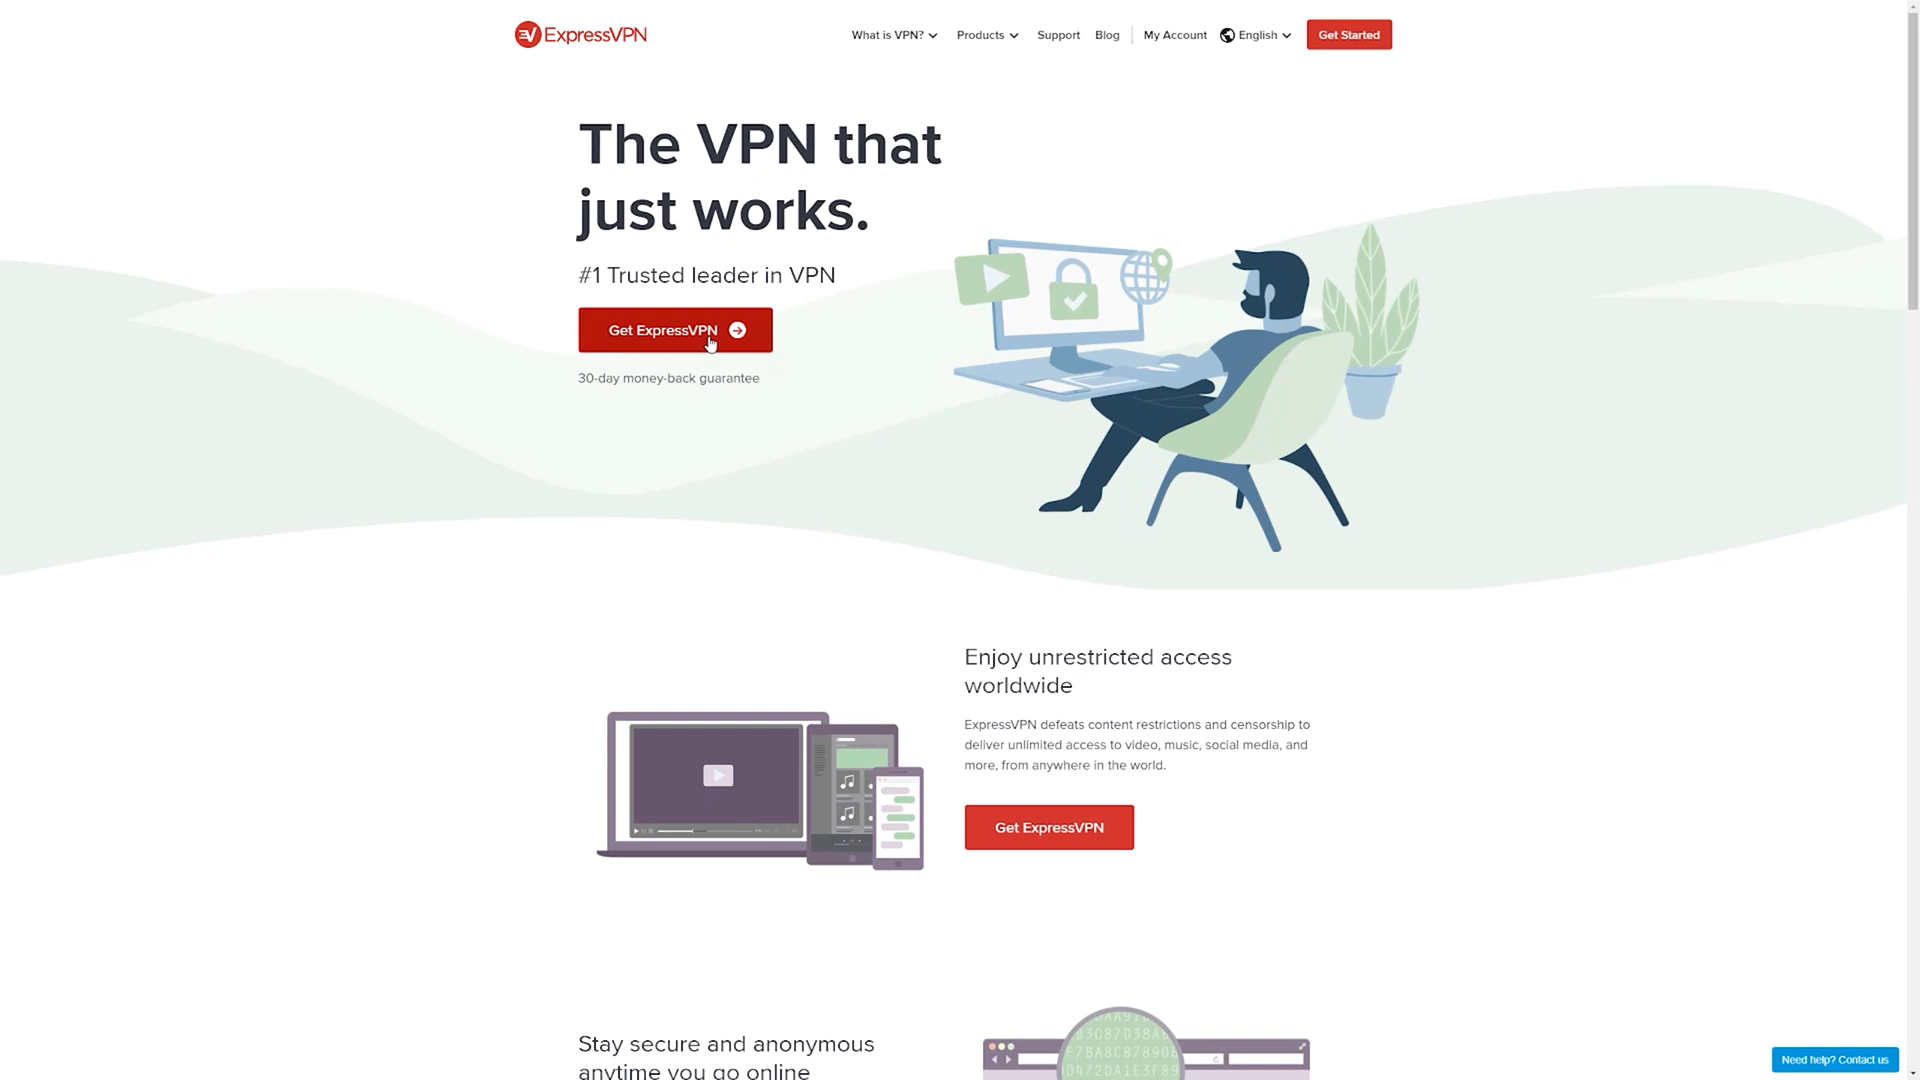 ExpressVPN
What is VPN?
Products
Support
Blog
My Account
English
Get Started
The VPN that
just works.
#1 Trusted leader in VPN
Get ExpressVPN
30-day money-back guarantee
Enjoy unrestricted access
worldwide
ExpressVPN defeats content restrictions and censorship to
deliver unlimited access to video, music, social media, and
more, from anywhere in the world.
Get ExpressVPN
Stay secure and anonymous
anytime you go online
B3087D38A
F7BA8C87890
Need help? Contact us